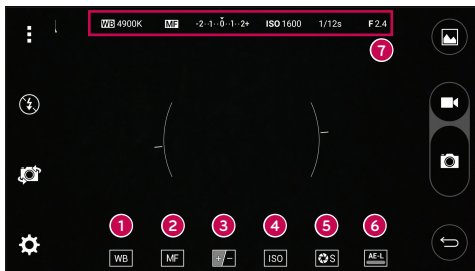 WB 4900K MF -2··1··0··1··2+ ISO 1600 1/12s F 2.4
7
1 2 3 4 5 6
WB MF +/- ISO S AE-L